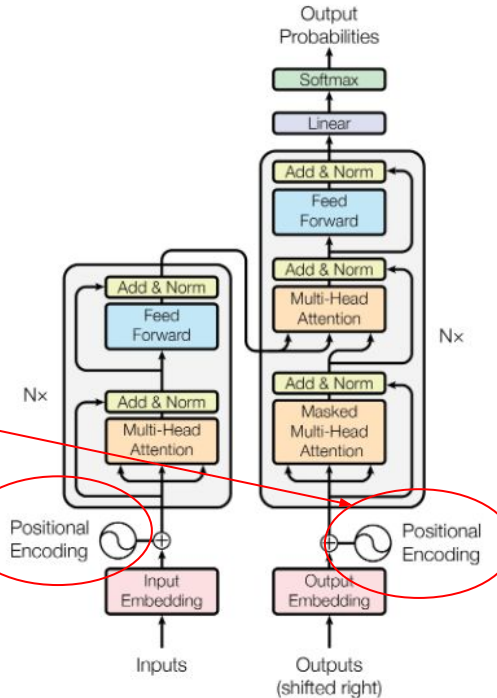 Output
Probabilities
Softmax
Linear
Add & Norm
Feed
Forward
Add & Norm
Multi-Head
Attention
Add & Norm
Masked
Multi-Head
Attention
Nx
Add & Norm
Feed
Forward
Add & Norm
Multi-Head
Attention
Nx
Positional
Encoding
Positional
Encoding
Input
Embedding
Output
Embedding
Inputs
Outputs
(shifted right)